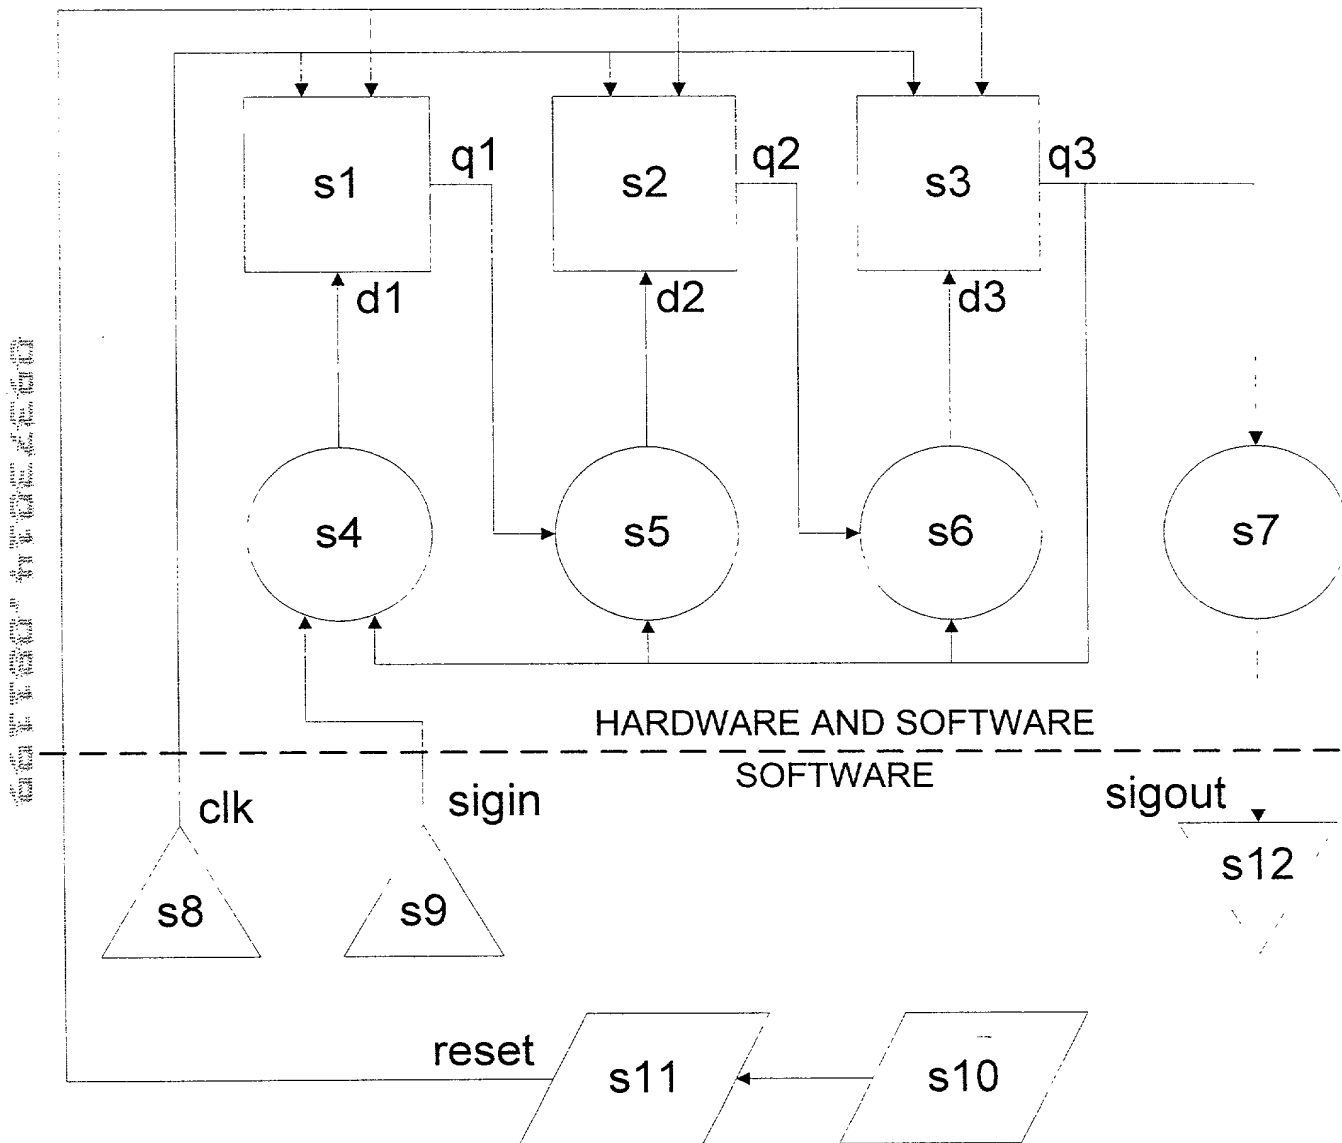 s1
q1
s2
q2
s3
q3
d1
d2
d3
s4
s5
s6
s7
HARDWARE AND SOFTWARE
SOFTWARE
clk
sigin
sigout
s8
s9
s12
reset
s11
s10